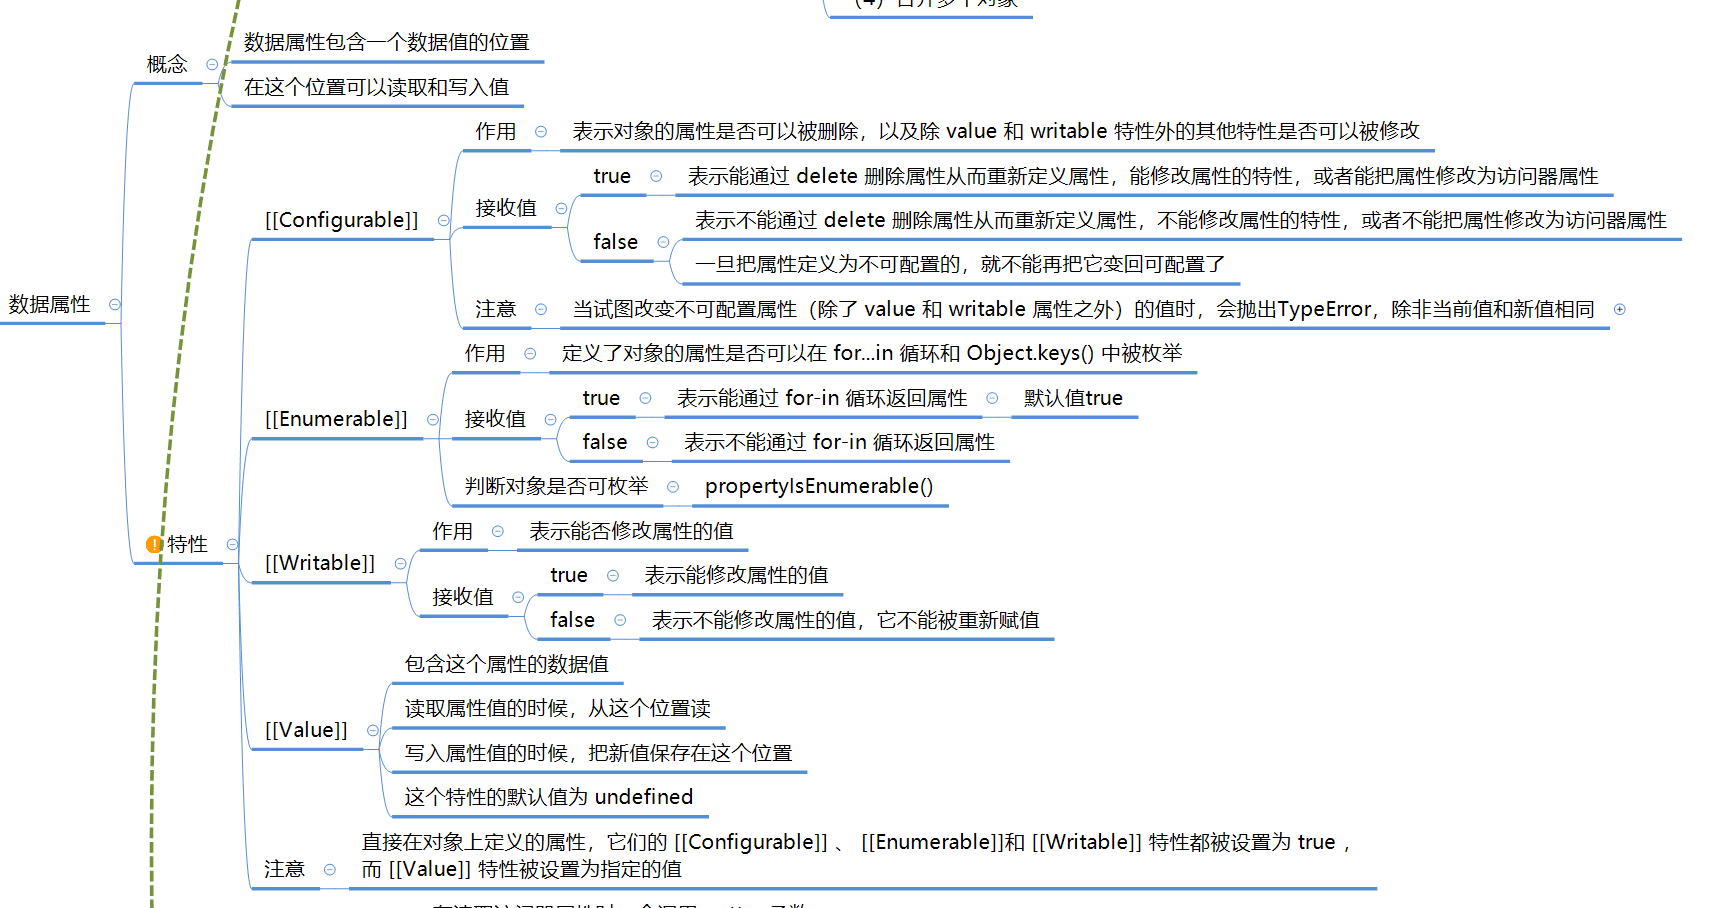 (4) 合并多个对象
数据属性
概念
数据属性包含一个数据值的位置
在这个位置可以读取和写入值
特性
[[Configurable]]
作用
表示对象的属性是否可以被删除，以及除 value 和 writable 特性外的其他特性是否可以被修改
接收值
true
表示能通过 delete 删除属性从而重新定义属性，能修改属性的特性，或者能把属性修改为访问器属性
false
表示不能通过 delete 删除属性从而重新定义属性，不能修改属性的特性，或者不能把属性修改为访问器属性
一旦把属性定义为不可配置的，就不能再把它变回可配置了
注意
当试图改变不可配置属性（除了 value 和 writable 属性之外）的值时，会抛出TypeError，除非当前值和新值相同
[[Enumerable]]
作用
定义了对象的属性是否可以在 for...in 循环和 Object.keys() 中被枚举
接收值
true
表示能通过 for-in 循环返回属性
默认值true
false
表示不能通过 for-in 循环返回属性
判断对象是否可枚举
propertyIsEnumerable()
[[Writable]]
作用
表示能否修改属性的值
接收值
true
表示能修改属性的值
false
表示不能修改属性的值，它不能被重新赋值
[[Value]]
包含这个属性的数据值
读取属性值的时候，从这个位置读
写入属性值的时候，把新值保存在这个位置
这个特性的默认值为 undefined
注意
直接在对象上定义的属性，它们的 [[Configurable]] 、 [[Enumerable]]和 [[Writable]] 特性都被设置为 true ，
而 [[Value]] 特性被设置为指定的值